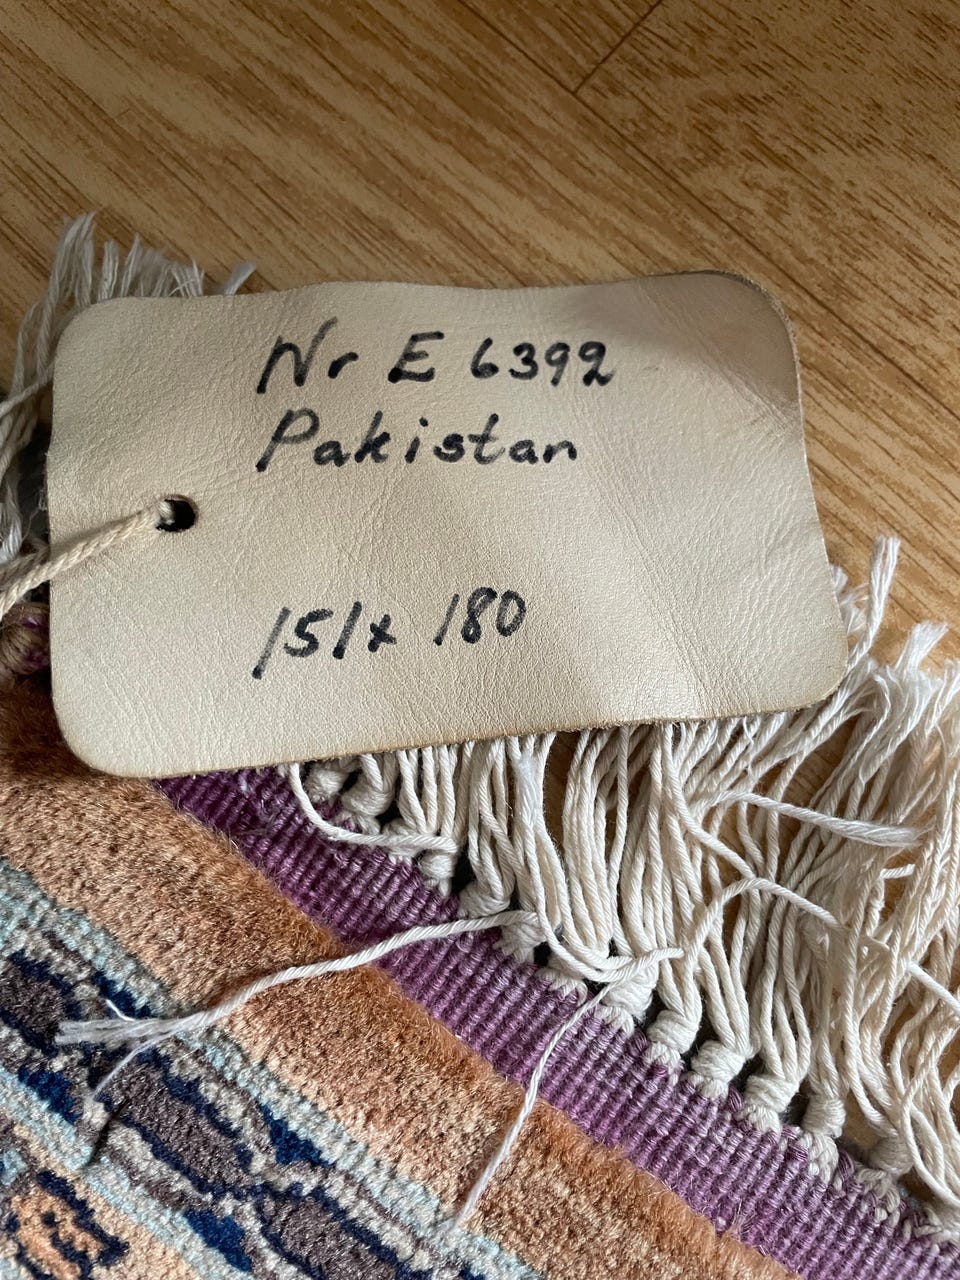 Nr E 6392
Pakistan
151x 180